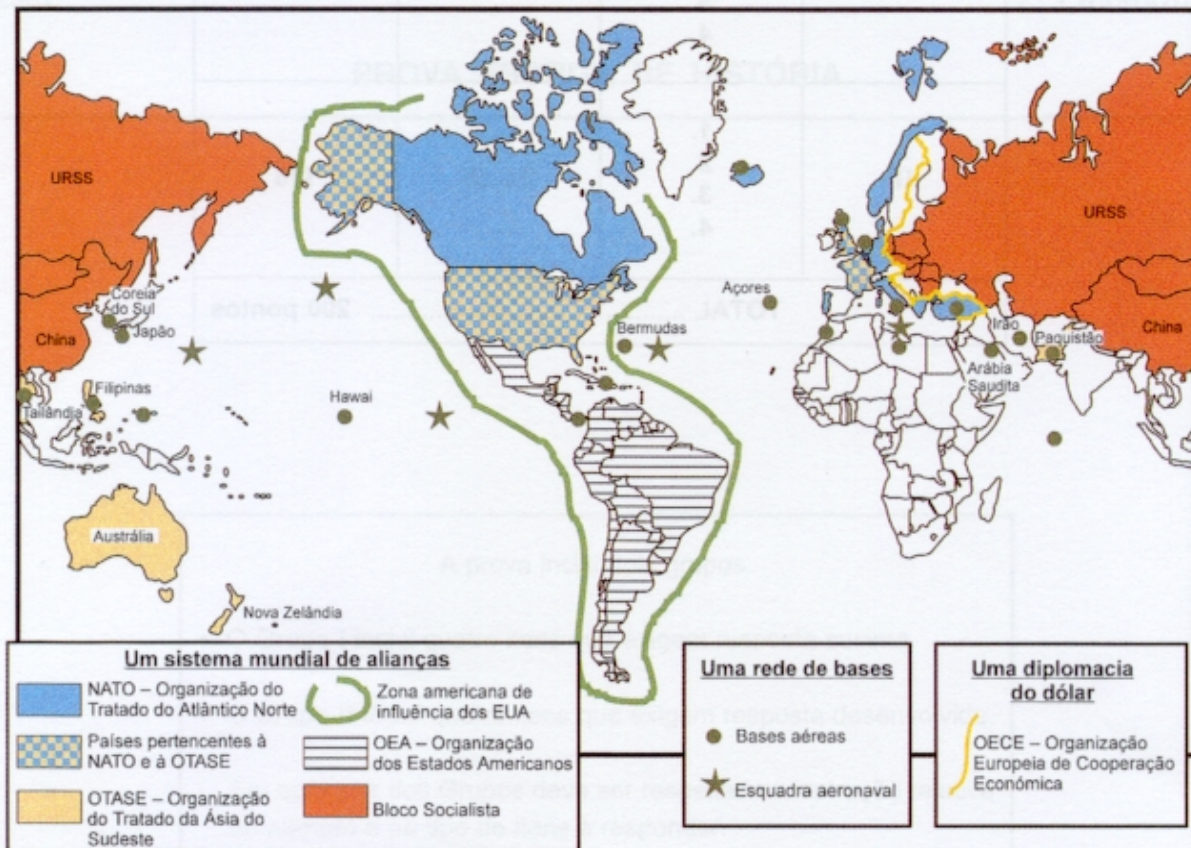 URSS
Coreia
do Sul
Japão
China
Filipinas
Tailândia
Hawai
Austrália
Nova Zelândia
Bermudas
Açores
URSS
China
Irão
Paquistão
Arábia
Saudita
Um sistema mundial de alianças
NATO – Organização do
Tratado do Atlântico Norte
Países pertencentes à
NATO e à OTASE
OTASE – Organização
do Tratado da Ásia do
Sudeste
Zona americana de
influência dos EUA
OEA – Organização
dos Estados Americanos
Bloco Socialista
Uma rede de bases
Bases aéreas
Esquadra aeronaval
Uma diplomacia
do dólar
OECE – Organização
Europeia de Cooperação
Económica